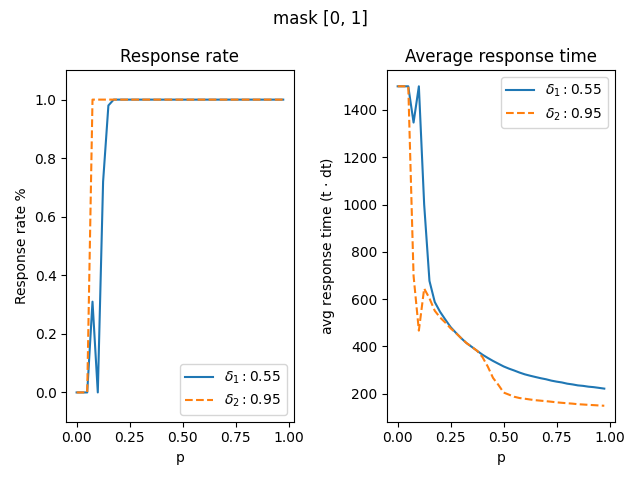 mask [0, 1]
Response rate
Response rate %
1.0
0.8
0.6
0.4
0.2
0.0
δ₁ : 0.55
δ₂ : 0.95
0.00 0.25 0.50 0.75 1.00
p
Average response time
avg response time (t · dt)
1400
1200
1000
800
600
400
200
δ₁ : 0.55
δ₂ : 0.95
0.00 0.25 0.50 0.75 1.00
p